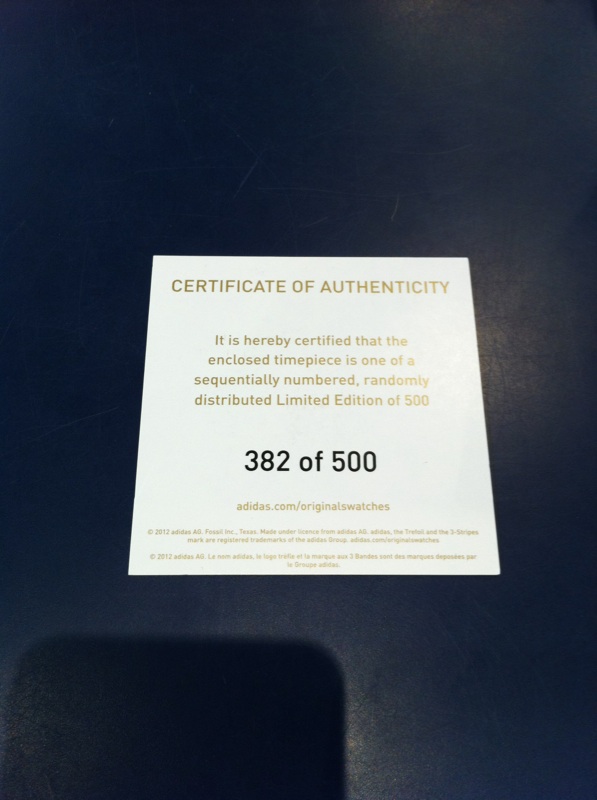 CERTIFICATE OF AUTHENTICITY
It is hereby certified that the
enclosed timepiece is one of a
sequentially numbered, randomly
distributed Limited Edition of 500
382 of 500
adidas.com/originalswatches
© 2012 adidas AG. Fossil Inc., Texas. Made under licence from adidas AG. adidas, the Trefoil and the 3-Stripes
mark are registered trademarks of the adidas Group. adidas.com/originalswatches
© 2012 adidas AG. Le nom adidas, le logo tréfle et la marque aux 3 Bandes sont des marques deposées par
le Groupe adidas.